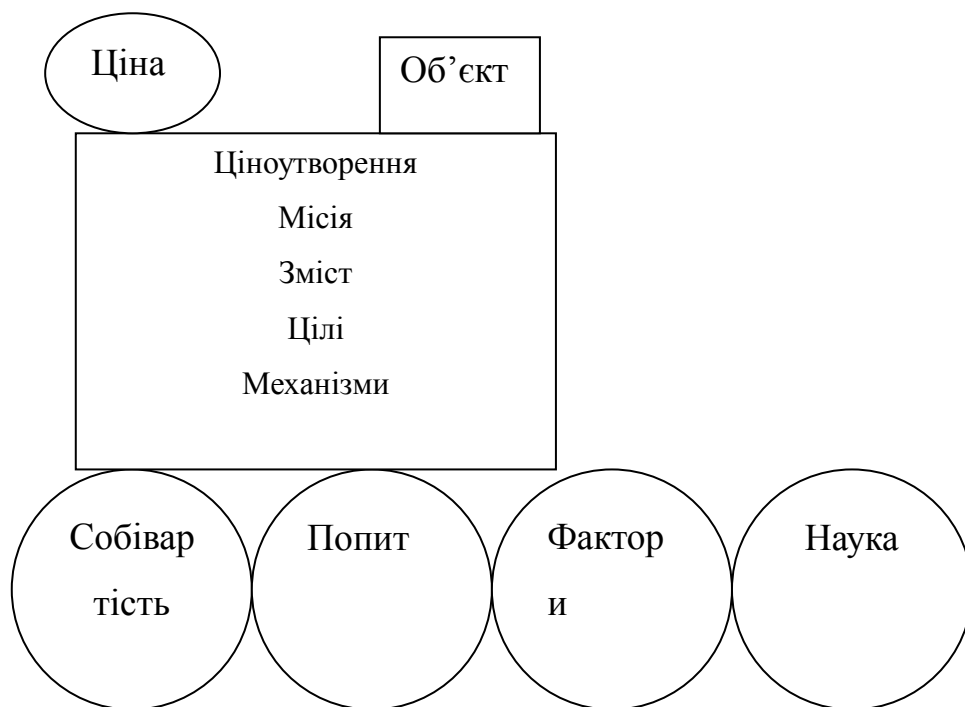 Ціна
Об’єкт
Ціноутворення
Місія
Зміст
Цілі
Механізми
Собівар
тість
Попит
Фактор
и
Наука